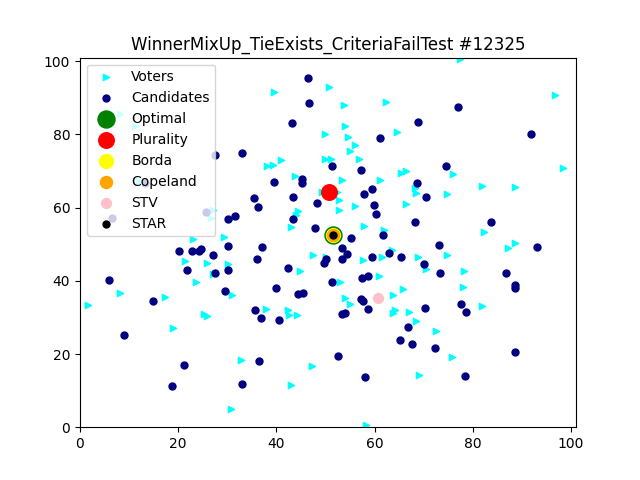 WinnerMixUp_TieExists_CriteriaFailTest #12325
100
80
60
40
20
0
0 20 40 60 80 100
Voters
Candidates
Optimal
Plurality
Borda
Copeland
STV
STAR